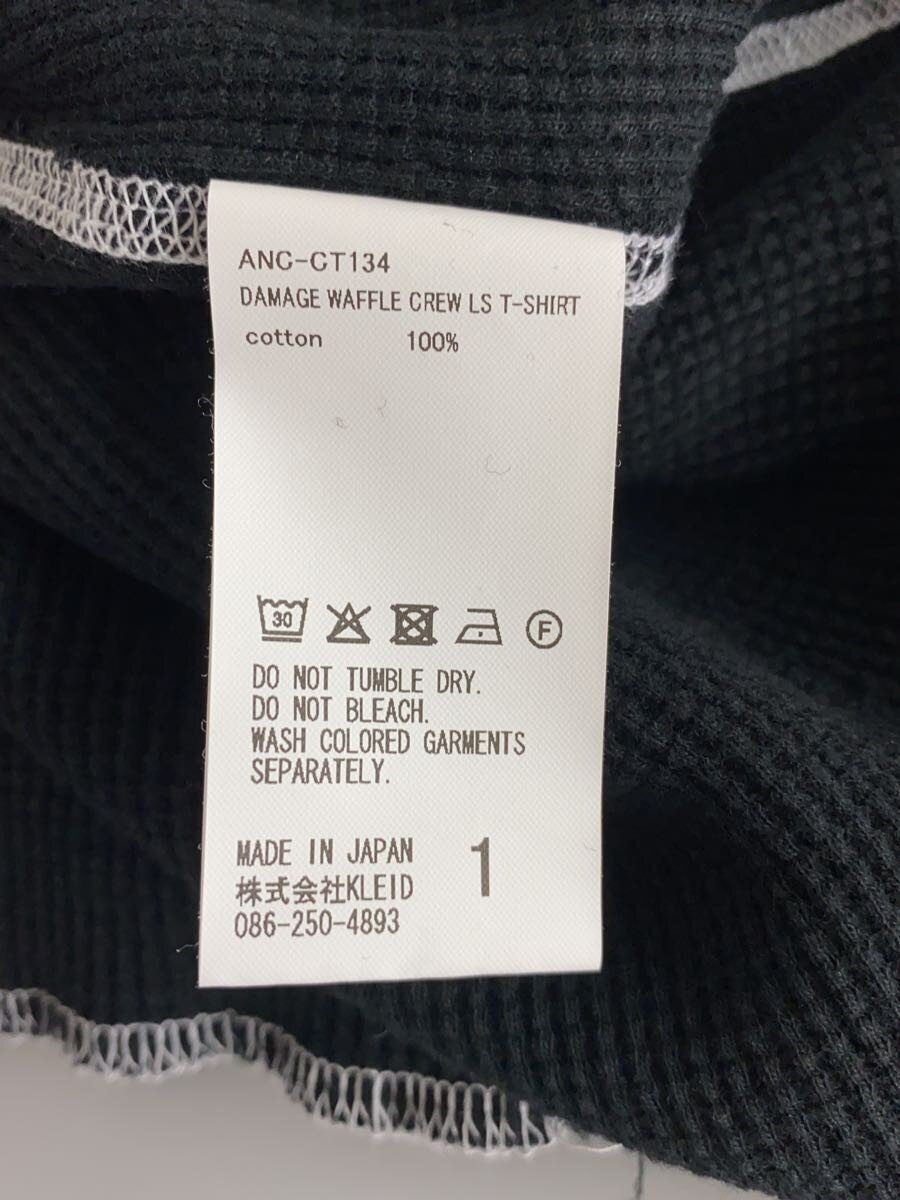 ANC-CT134
DAMAGE WAFFLE CREW LS T-SHIRT
cotton 100%
30
F
DO NOT TUMBLE DRY.
DO NOT BLEACH.
WASH COLORED GARMENTS
SEPARATELY.
MADE IN JAPAN
株式会社KLEID
086-250-4893
1